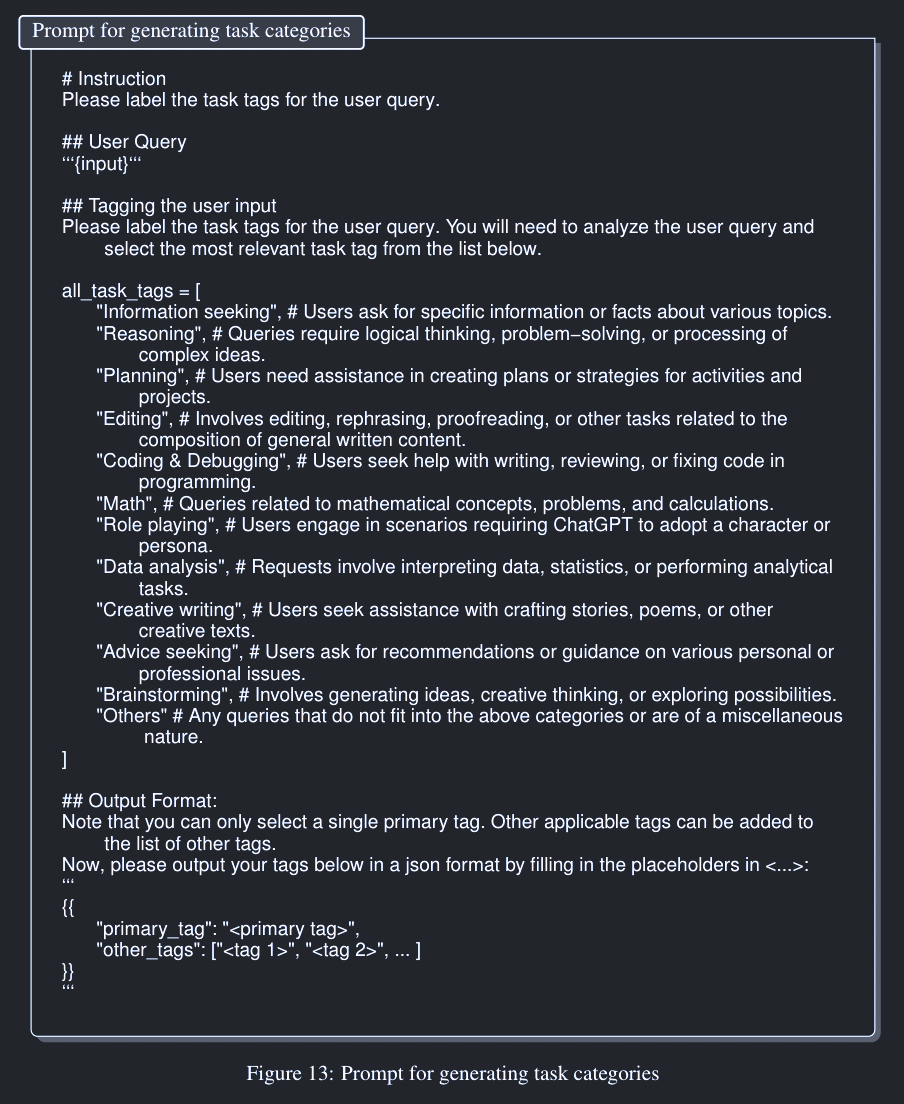 Prompt for generating task categories
# Instruction
Please label the task tags for the user query.
## User Query
‘‘‘{input}‘‘‘
## Tagging the user input
Please label the task tags for the user query. You will need to analyze the user query and
select the most relevant task tag from the list below.
all_task_tags = [
"Information seeking", # Users ask for specific information or facts about various topics.
"Reasoning", # Queries require logical thinking, problem−solving, or processing of
complex ideas.
"Planning", # Users need assistance in creating plans or strategies for activities and
projects.
"Editing", # Involves editing, rephrasing, proofreading, or other tasks related to the
composition of general written content.
"Coding & Debugging", # Users seek help with writing, reviewing, or fixing code in
programming.
"Math", # Queries related to mathematical concepts, problems, and calculations.
"Role playing", # Users engage in scenarios requiring ChatGPT to adopt a character or
persona.
"Data analysis", # Requests involve interpreting data, statistics, or performing analytical
tasks.
"Creative writing", # Users seek assistance with crafting stories, poems, or other
creative texts.
"Advice seeking", # Users ask for recommendations or guidance on various personal or
professional issues.
"Brainstorming", # Involves generating ideas, creative thinking, or exploring possibilities.
"Others" # Any queries that do not fit into the above categories or are of a miscellaneous
nature.
]
## Output Format:
Note that you can only select a single primary tag. Other applicable tags can be added to
the list of other tags.
Now, please output your tags below in a json format by filling in the placeholders in <...>:
‘‘‘
{{
"primary_tag": "<primary tag>",
"other_tags": ["<tag 1>", "<tag 2>", ... ]
}}
‘‘‘
Figure 13: Prompt for generating task categories